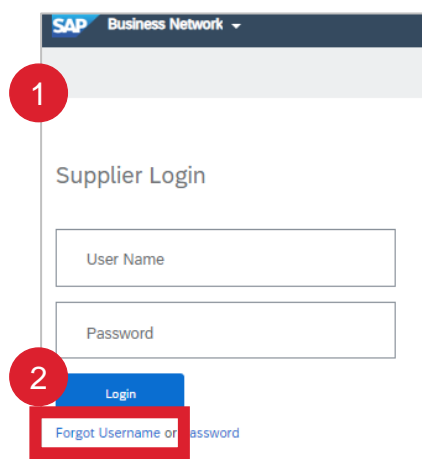 SAP Business Network
1
Supplier Login
User Name
Password
2
Login
Forgot Username or assword